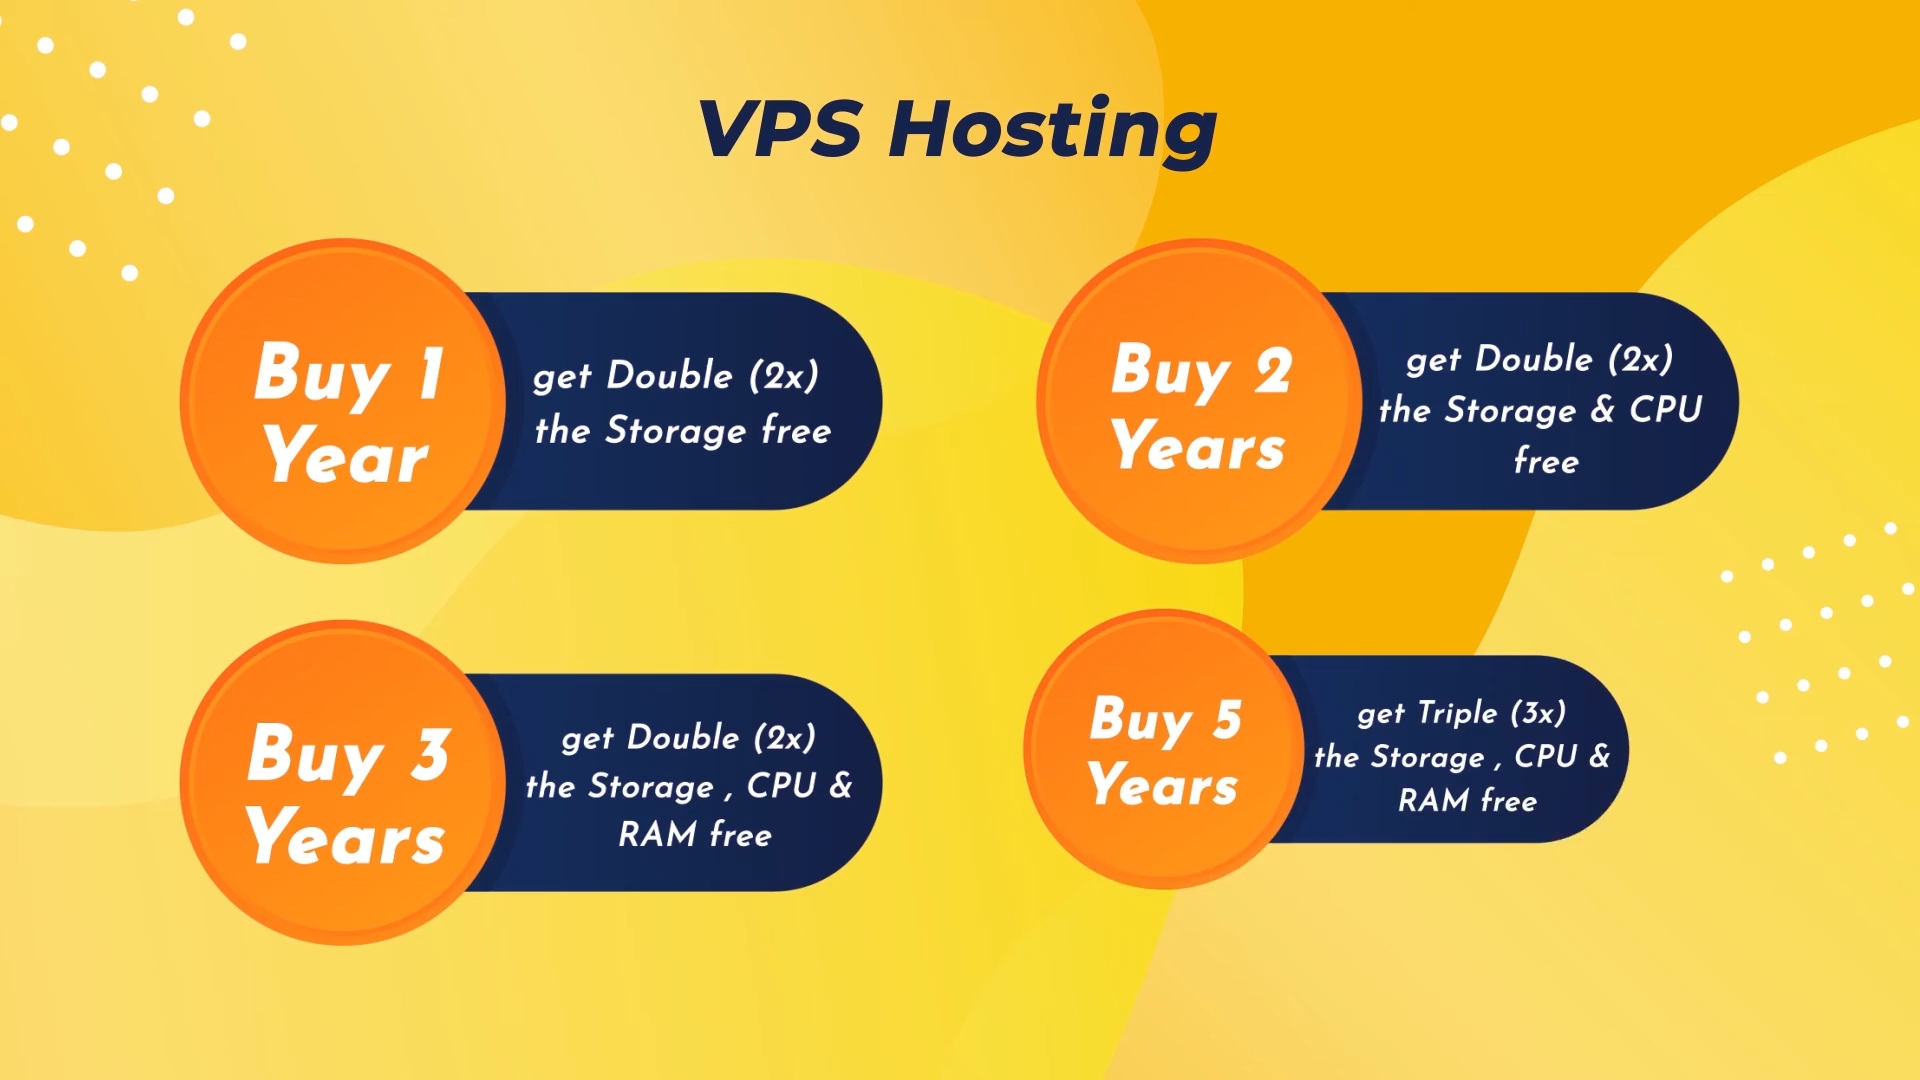 VPS Hosting
Buy 1
Year
get Double (2x)
the Storage free
Buy 2
Years
get Double (2x)
the Storage & CPU
free
Buy 3
Years
get Double (2x)
the Storage , CPU &
RAM free
Buy 5
Years
get Triple (3x)
the Storage , CPU &
RAM free